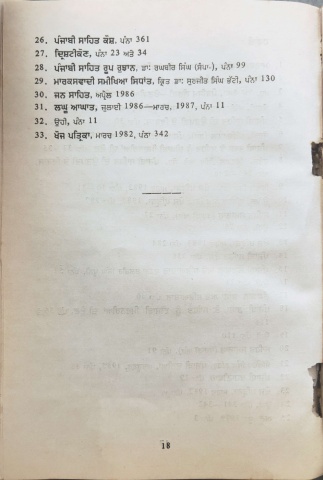 26. ਪੰਜਾਬੀ ਸਾਹਿਤ ਕੋਸ਼, ਪੰਨਾ 361
27. ਦ੍ਰਿਸ਼ਟੀਕੋਣ, ਪੰਨਾ 23 ਅਤੇ 34
28. ਪੰਜਾਬੀ ਸਾਹਿਤ ਰੂਪ ਰੁਝਾਨ, ਡਾ: ਰਘਬੀਰ ਸਿੰਘ (ਸੰਪਾ-), ਪੰਨਾ 99
29. ਮਾਰਕਸਵਾਦੀ ਸਮੀਖਿਆ ਸਿਧਾਂਤ, ਕ੍ਰਿਤ ਡਾ: ਸੁਰਜੀਤ ਸਿੰਘ ਭੱਟੀ, ਪੰਨਾ 130
30. ਜਨ ਸਾਹਿਤ, ਅਪ੍ਰੈਲ 1986
31. ਲਘੂ ਆਘਾਤ, ਜੁਲਾਈ 1986—ਮਾਰਚ, 1987, ਪੰਨਾ 11
32. ਉਹੀ, ਪੰਨਾ 11
33. ਖੋਜ ਪਤ੍ਰਿਕਾ, ਮਾਰਚ 1982, ਪੰਨਾ 342
18